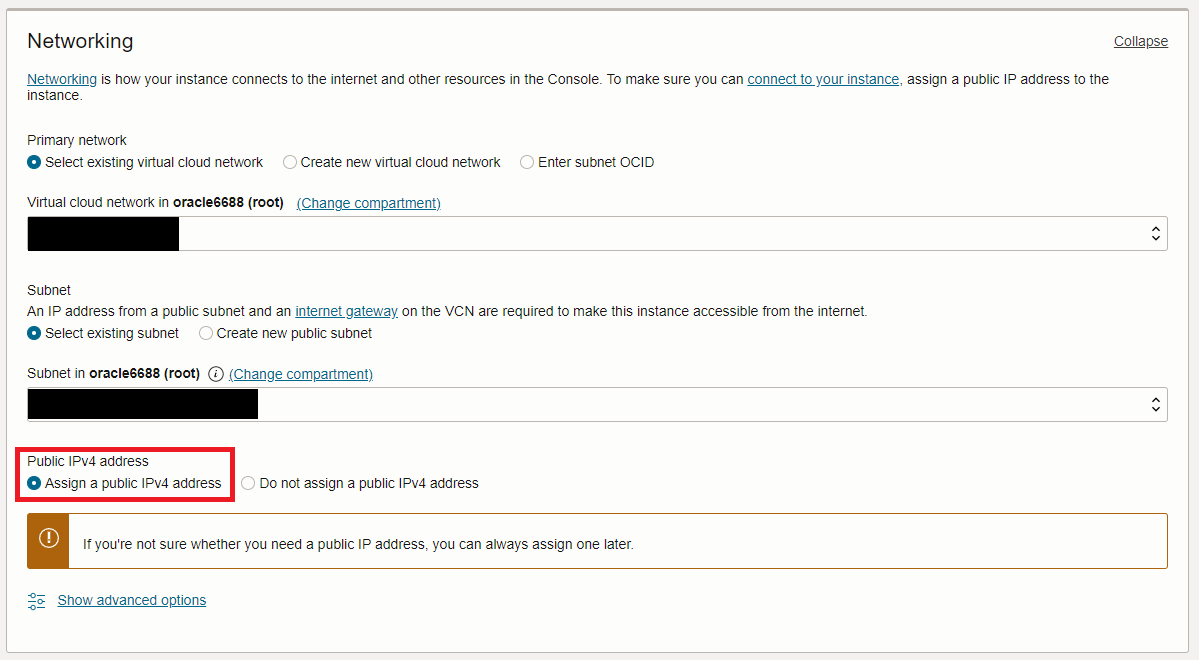 Networking
Collapse
Networking is how your instance connects to the internet and other resources in the Console. To make sure you can connect to your instance, assign a public IP address to the
instance.
Primary network
Select existing virtual cloud network Create new virtual cloud network Enter subnet OCID
Virtual cloud network in oracle6688 (root) (Change compartment)
Subnet
An IP address from a public subnet and an internet gateway on the VCN are required to make this instance accessible from the internet.
Select existing subnet Create new public subnet
Subnet in oracle6688 (root) (Change compartment)
Public IPv4 address
Assign a public IPv4 address Do not assign a public IPv4 address
If you're not sure whether you need a public IP address, you can always assign one later.
Show advanced options